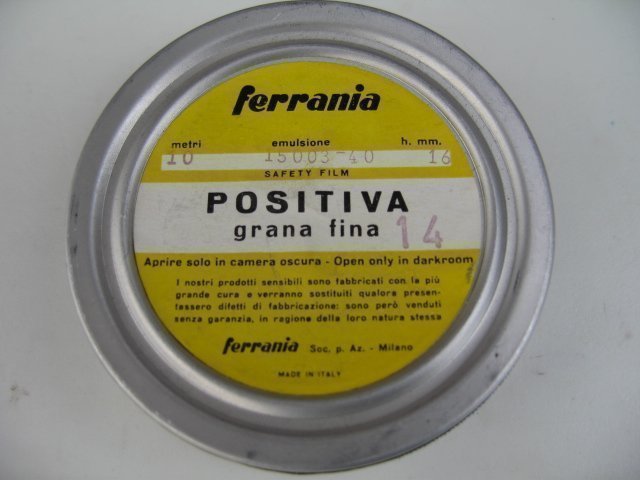 ferrania
metri emulsione h. mm.
10 15003-40 16
SAFETY FILM
POSITIVA
grana fina 14
Aprire solo in camera oscura - Open only in darkroom
I nostri prodotti sensibili sono fabbricati con la più
grande cura e verranno sostituiti qualora presen-
tassero difetti di fabbricazione: sono però venduti
senza garanzia, in ragione della loro natura stessa
ferrania Soc. p. Az. - Milano
MADE IN ITALY